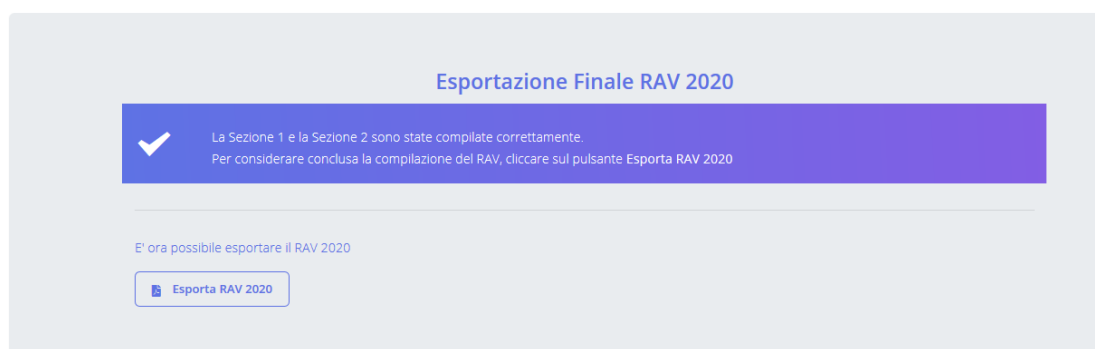 Esportazione Finale RAV 2020
La Sezione 1 e la Sezione 2 sono state compilate correttamente.
Per considerare conclusa la compilazione del RAV, cliccare sul pulsante Esporta RAV 2020
E' ora possibile esportare il RAV 2020
Esporta RAV 2020